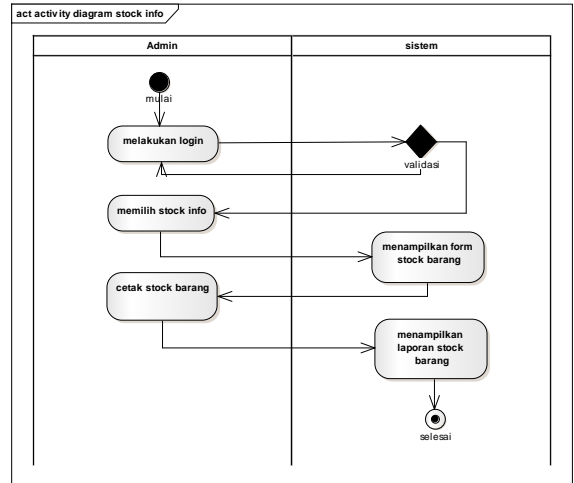 act activity diagram stock info
Admin
sistem
mulai
melakukan login
validasi
memilih stock info
menampilkan form
stock barang
cetak stock barang
menampilkan
laporan stock
barang
selesai